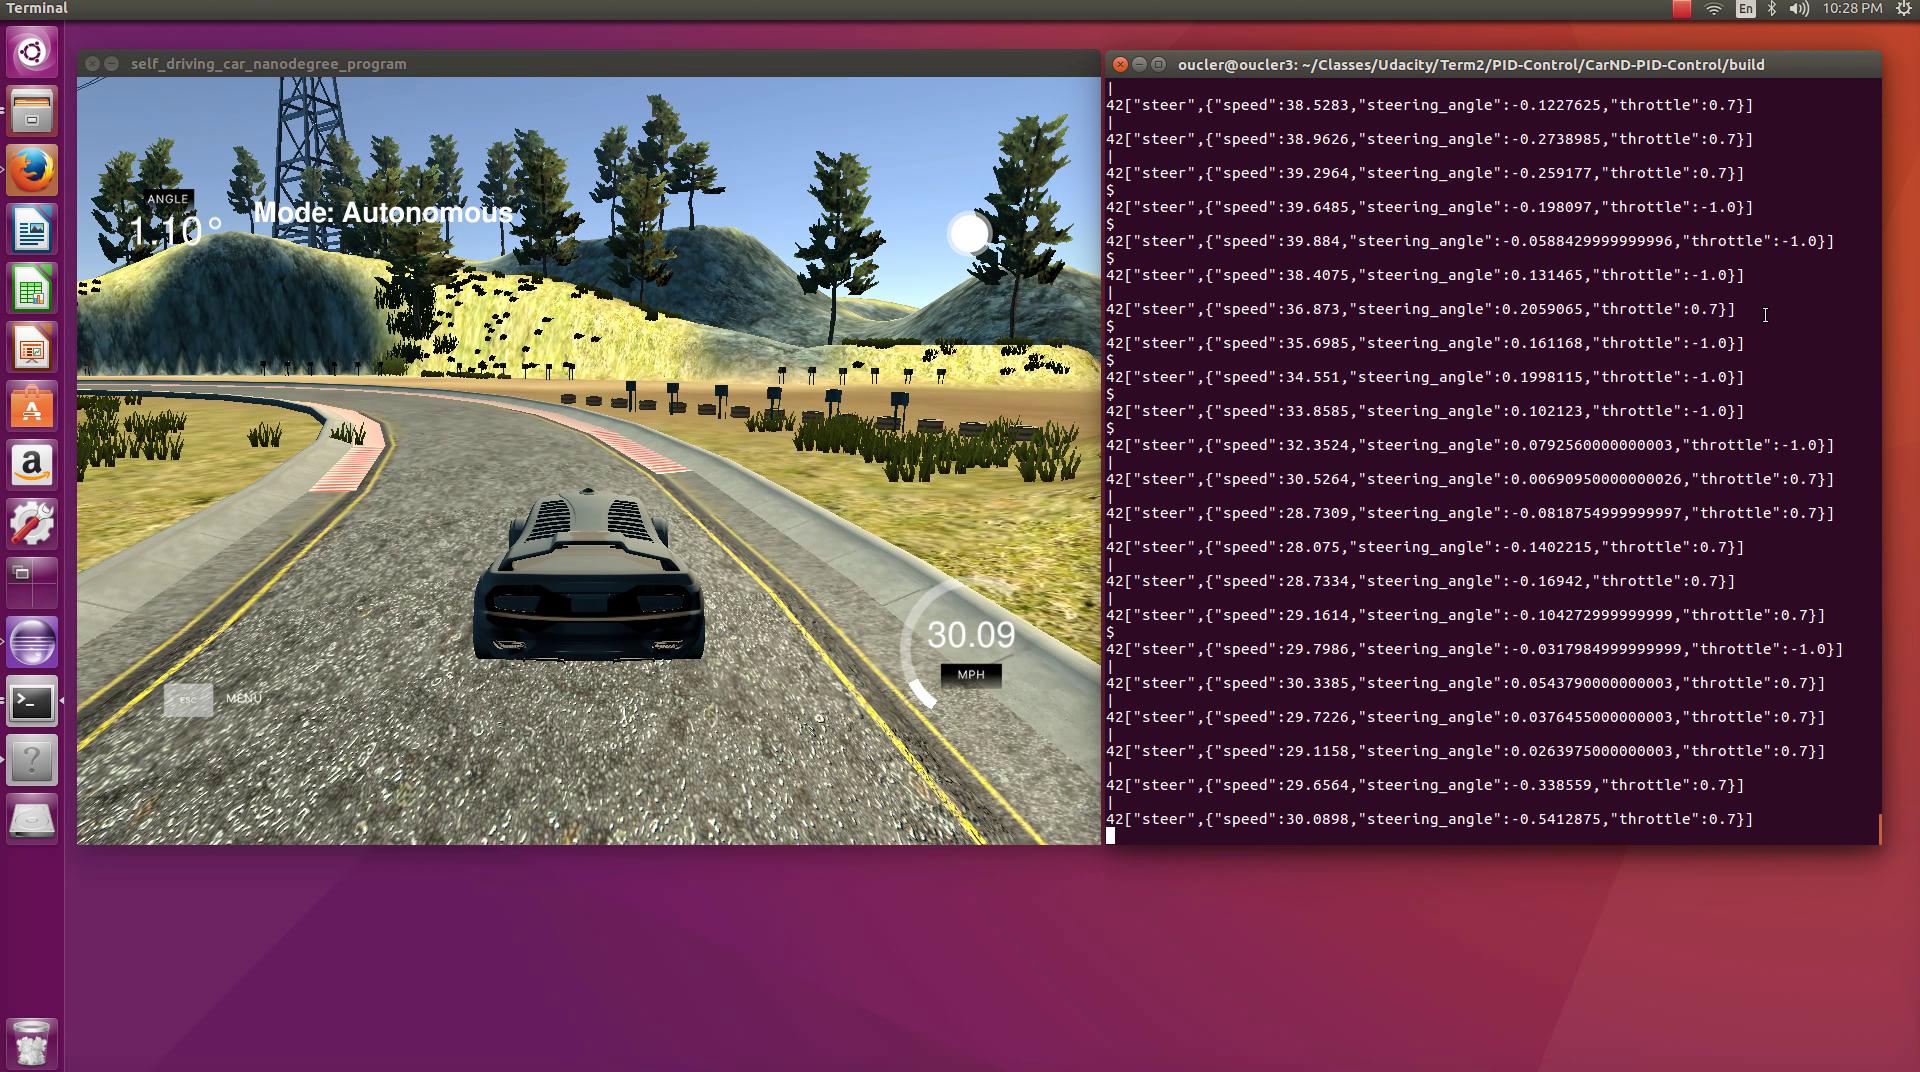 Terminal
En
10:28 PM
self_driving_car_nanodegree_program
ANGLE
1.10°
Mode: Autonomous
30.09
MPH
ESC
MENU
a
>_
?
oucler@oucler3: ~/Classes/Udacity/Term2/PID-Control/CarND-PID-Control/build
|
42["steer",{"speed":38.5283,"steering_angle":-0.1227625,"throttle":0.7}]
|
42["steer",{"speed":38.9626,"steering_angle":-0.2738985,"throttle":0.7}]
|
42["steer",{"speed":39.2964,"steering_angle":-0.259177,"throttle":0.7}]
$
42["steer",{"speed":39.6485,"steering_angle":-0.198097,"throttle":-1.0}]
$
42["steer",{"speed":39.884,"steering_angle":-0.0588429999999996,"throttle":-1.0}]
$
42["steer",{"speed":38.4075,"steering_angle":0.131465,"throttle":-1.0}]
|
42["steer",{"speed":36.873,"steering_angle":0.2059065,"throttle":0.7}]
$
42["steer",{"speed":35.6985,"steering_angle":0.161168,"throttle":-1.0}]
$
42["steer",{"speed":34.551,"steering_angle":0.1998115,"throttle":-1.0}]
$
42["steer",{"speed":33.8585,"steering_angle":0.102123,"throttle":-1.0}]
$
42["steer",{"speed":32.3524,"steering_angle":0.0792560000000003,"throttle":-1.0}]
|
42["steer",{"speed":30.5264,"steering_angle":0.00690950000000026,"throttle":0.7}]
|
42["steer",{"speed":28.7309,"steering_angle":-0.0818754999999997,"throttle":0.7}]
|
42["steer",{"speed":28.075,"steering_angle":-0.1402215,"throttle":0.7}]
|
42["steer",{"speed":28.7334,"steering_angle":-0.16942,"throttle":0.7}]
|
42["steer",{"speed":29.1614,"steering_angle":-0.104272999999999,"throttle":0.7}]
$
42["steer",{"speed":29.7986,"steering_angle":-0.0317984999999999,"throttle":-1.0}]
|
42["steer",{"speed":30.3385,"steering_angle":0.0543790000000003,"throttle":0.7}]
|
42["steer",{"speed":29.7226,"steering_angle":0.0376455000000003,"throttle":0.7}]
|
42["steer",{"speed":29.1158,"steering_angle":0.0263975000000003,"throttle":0.7}]
|
42["steer",{"speed":29.6564,"steering_angle":-0.338559,"throttle":0.7}]
|
42["steer",{"speed":30.0898,"steering_angle":-0.5412875,"throttle":0.7}]